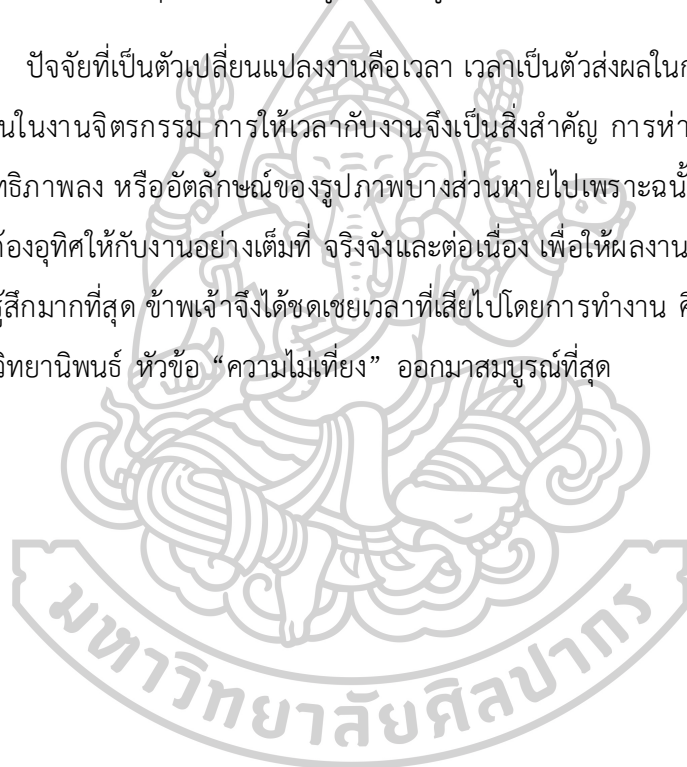 ปัจจัยที่เป็นตัวเปลี่ยนแปลงงานคือเวลา เวลาเป็นตัวส่งผลใน
นในงานจิตรกรรม การให้เวลากับงานจึงเป็นสิ่งสำคัญ การห่า
ทธิภาพลง หรืออัตลักษณ์ของรูปภาพบางส่วนหายไปเพราะฉนั้
้องอุทิศให้กับงานอย่างเต็มที่ จริงจังและต่อเนื่อง เพื่อให้ผลงาน
รู้สึกมากที่สุด ข้าพเจ้าจึงได้ชดเชยเวลาที่เสียไปโดยการทำงาน
วิทยานิพนธ์ หัวข้อ “ความไม่เที่ยง” ออกมาสมบูรณ์ที่สุด
มหาวิทยาลัยศิลปากร